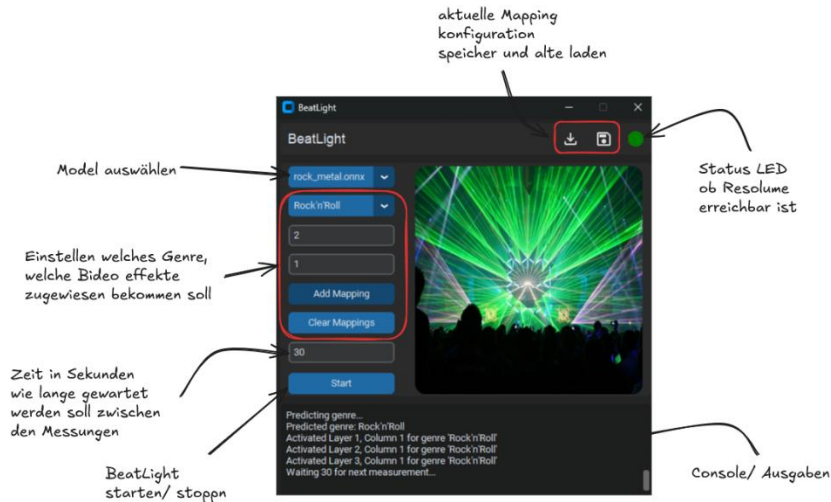 aktuelle Mapping
konfiguration
speicher und alte laden
BeatLight
BeatLight
Model auswählen
rock_metal.onnx
Status LED
ob Resolume
erreichbar ist
Rock'n'Roll
2
Einstellen welches Genre,
welche Bideo effekte
zugewiesen bekommen soll
1
Add Mapping
Clear Mappings
30
Zeit in Sekunden
wie lange gewartet
werden soll zwischen
den Messungen
Start
Predicting genre...
Predicted genre: Rock'n'Roll
Activated Layer 1, Column 1 for genre 'Rock'n'Roll'
Activated Layer 2, Column 1 for genre 'Rock'n'Roll'
Activated Layer 3, Column 1 for genre 'Rock'n'Roll'
Waiting 30 for next measurement...
BeatLight
starten/ stoppn
Console/ Ausgaben